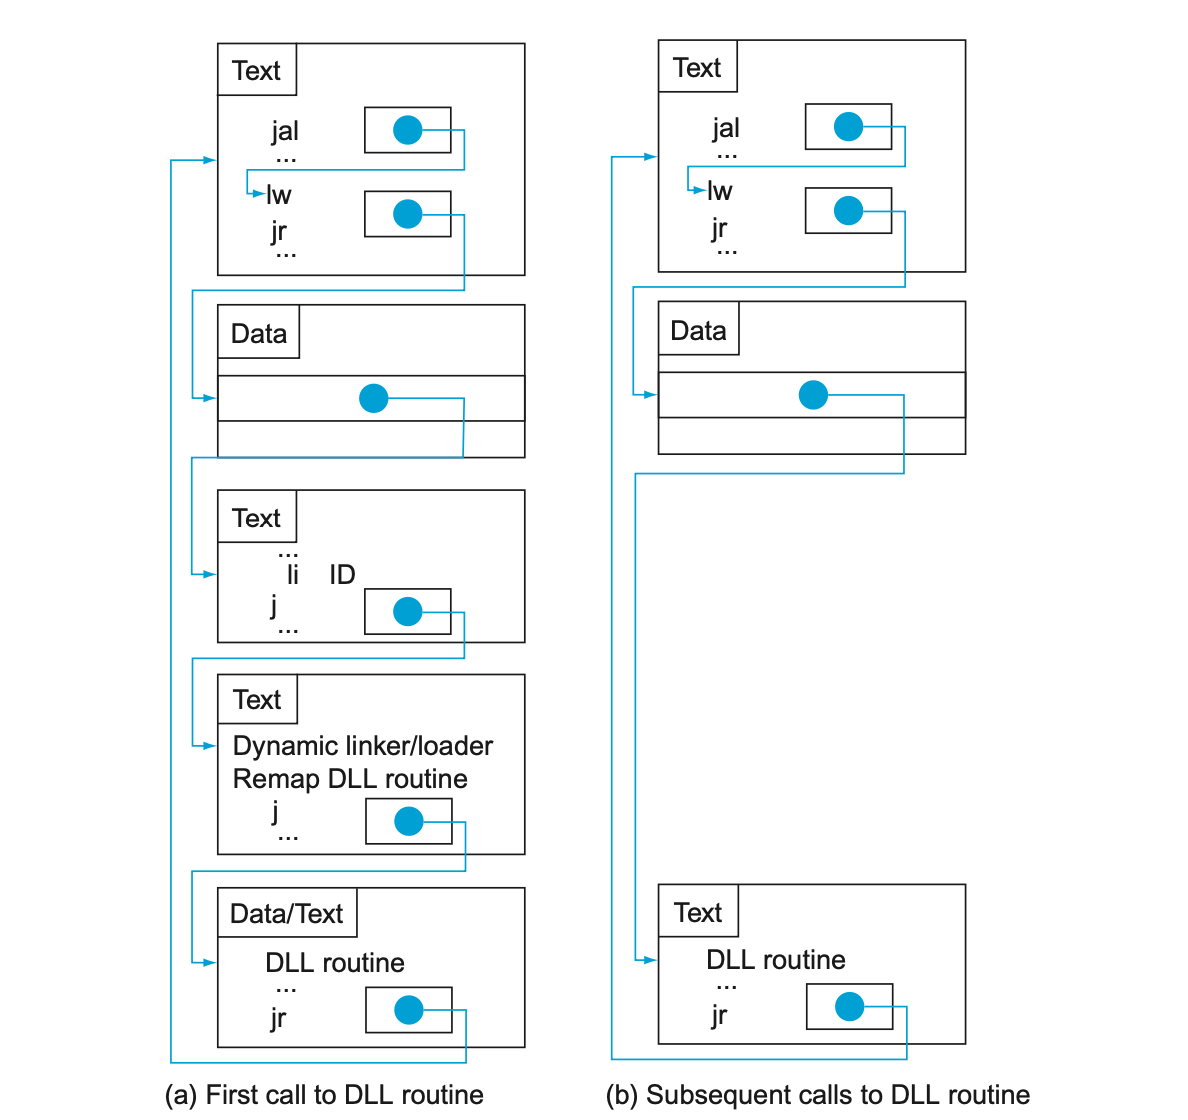 Text
jal
...
lw
jr
...
Data
Text
...
li ID
j
...
Text
Dynamic linker/loader
Remap DLL routine
j
...
Data/Text
DLL routine
...
jr
(a) First call to DLL routine
Text
jal
...
lw
jr
...
Data
Text
DLL routine
...
jr
(b) Subsequent calls to DLL routine